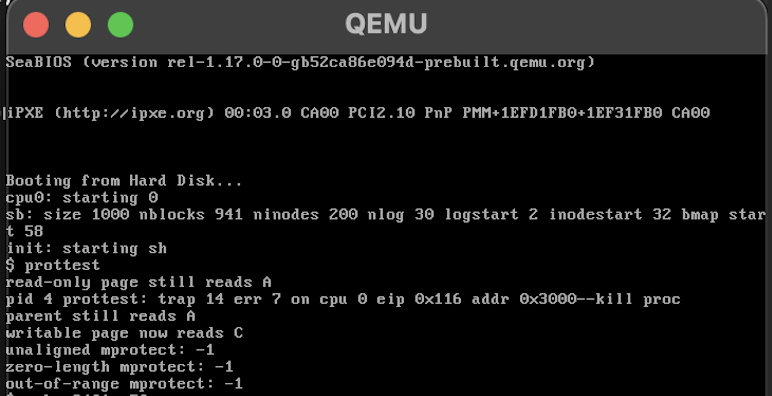 QEMU
SeaBIOS (version rel-1.17.0-0-gb52ca86e094d-prebuilt.qemu.org)
iPXE (http://ipxe.org) 00:03.0 CA00 PCI2.10 PnP PMM+1EFD1FB0+1EF31FB0 CA00
Booting from Hard Disk...
cpu0: starting 0
sb: size 1000 nblocks 941 ninodes 200 nlog 30 logstart 2 inodestart 32 bmap star
t 58
init: starting sh
$ prottest
read-only page still reads A
pid 4 prottest: trap 14 err 7 on cpu 0 eip 0x116 addr 0x3000--kill proc
parent still reads A
writable page now reads C
unaligned mprotect: -1
zero-length mprotect: -1
out-of-range mprotect: -1